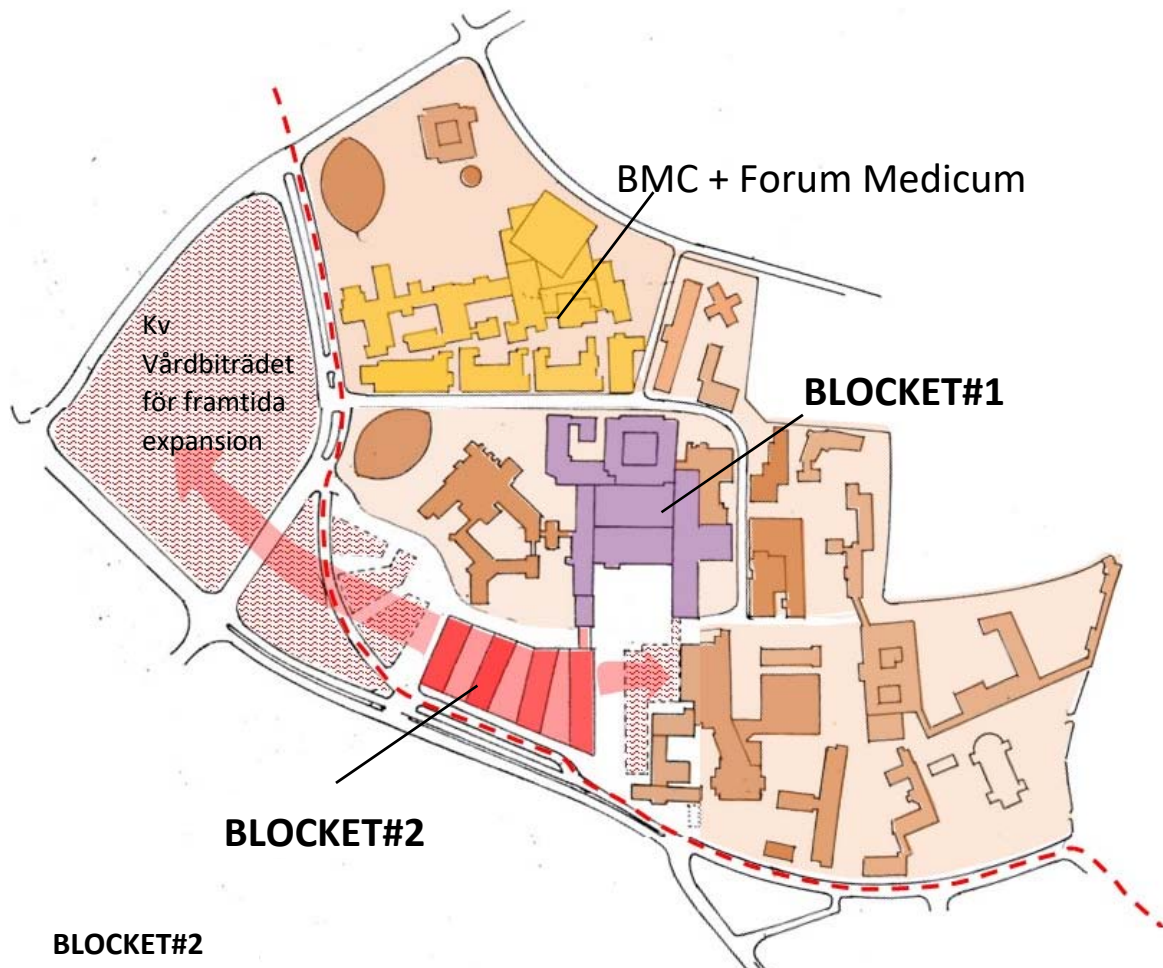 BMC + Forum Medicum
Kv
Vårdbiträdet
för framtida
expansion
BLOCKET#1
BLOCKET#2
BLOCKET#2